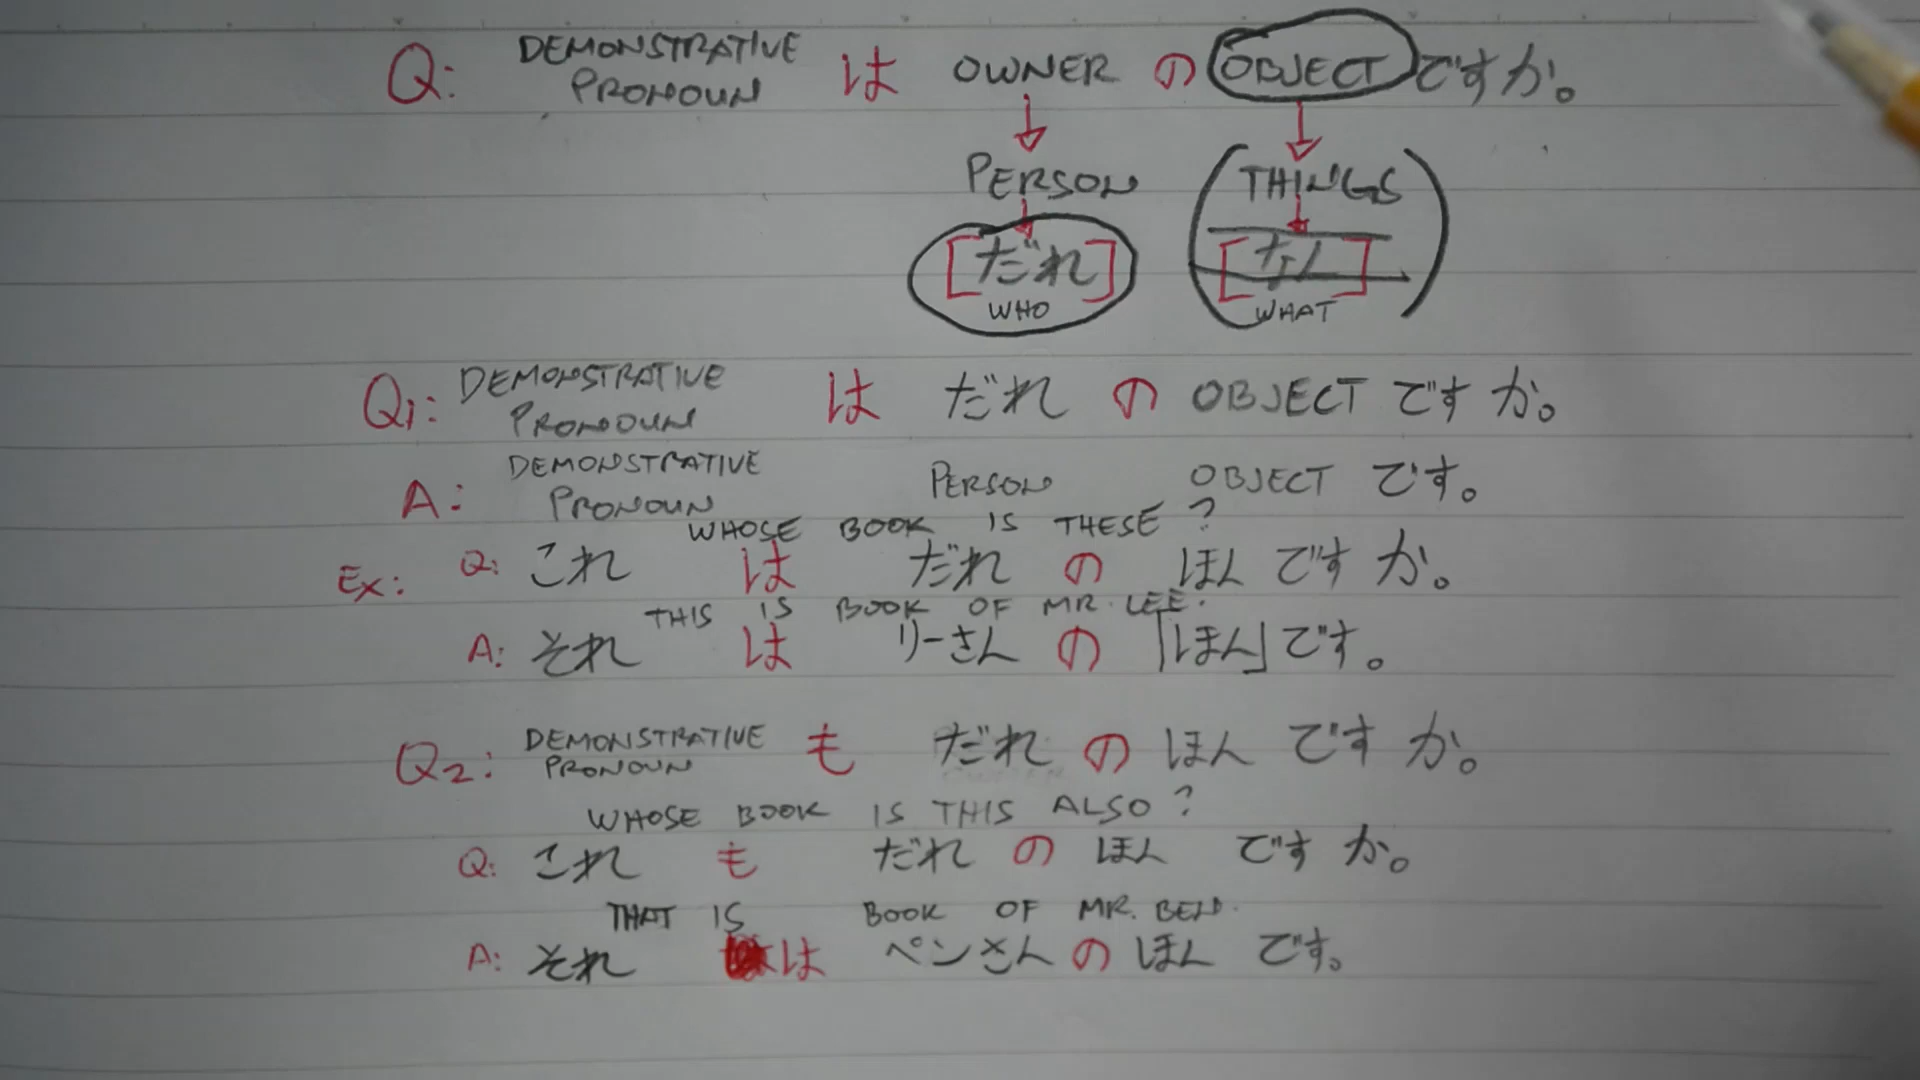 Q: DEMONSTRATIVE PRONOUN は OWNER の OBJECT ですか。
PERSON THINGS
[だれ] [なん]
WHO WHAT
Q1: DEMONSTRATIVE PRONOUN は だれ の OBJECT です か。
A: DEMONSTRATIVE PRONOUN PERSON OBJECT です。
WHOSE BOOK IS THESE ?
Ex: Q: これ は だれ の ほん です か。
THIS IS BOOK OF MR. LEE.
A: それ は リーさん の 「ほん」です。
Q2: DEMONSTRATIVE PRONOUN も だれ の ほん です か。
WHOSE BOOK IS THIS ALSO ?
Q: これ も だれ の ほん です か。
THAT IS BOOK OF MR. BEN.
A: それ は ペンさん の ほん です。